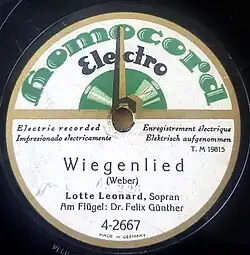 Homocord
Electro
Electric recorded
Impresionado electricamente
Enregistrement électrique
Elektrisch aufgenommen
T. M 19815
Wiegenlied
(Weber)
Lotte Leonard, Sopran
Am Flügel: Dr. Felix Günther
4-2667
MADE IN GERMANY